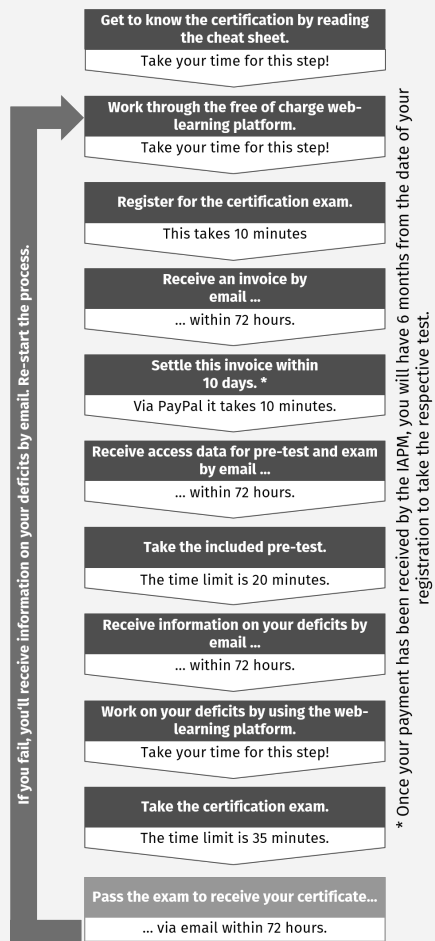 Get to know the certification by reading
the cheat sheet.
Take your time for this step!
Work through the free of charge web-
learning platform.
Take your time for this step!
Register for the certification exam.
This takes 10 minutes
Receive an invoice by
email ...
... within 72 hours.
Settle this invoice within
10 days. *
Via PayPal it takes 10 minutes.
Receive access data for pre-test and exam
by email ...
... within 72 hours.
Take the included pre-test.
The time limit is 20 minutes.
Receive information on your deficits by
email ...
... within 72 hours.
Work on your deficits by using the web-
learning platform.
Take your time for this step!
Take the certification exam.
The time limit is 35 minutes.
Pass the exam to receive your certificate...
... via email within 72 hours.
If you fail, you'll receive information on your deficits by email. Re-start the process.
* Once your payment has been received by the IAPM, you will have 6 months from the date of your
registration to take the respective test.